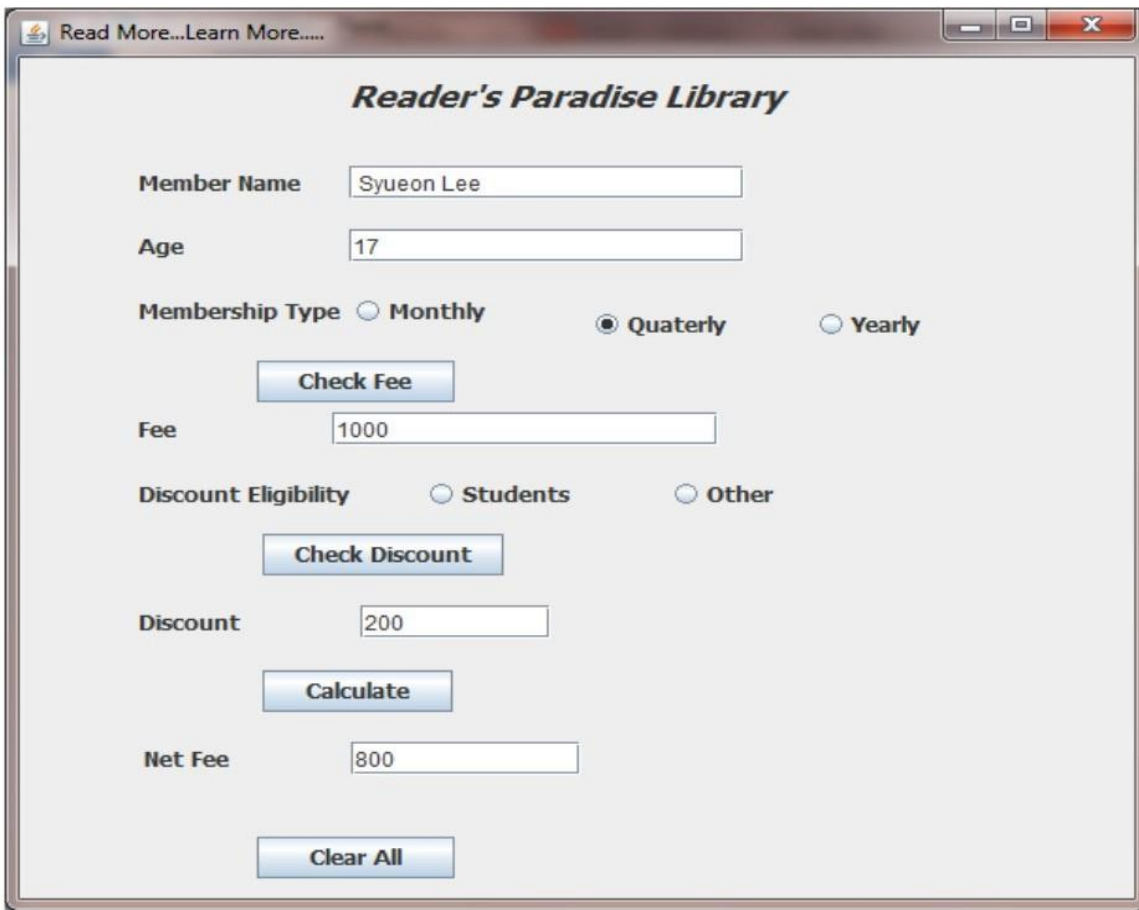 Read More...Learn More.....
Reader's Paradise Library
Member Name Syueon Lee
Age 17
Membership Type Monthly Quaterly Yearly
Check Fee
Fee 1000
Discount Eligibility Students Other
Check Discount
Discount 200
Calculate
Net Fee 800
Clear All